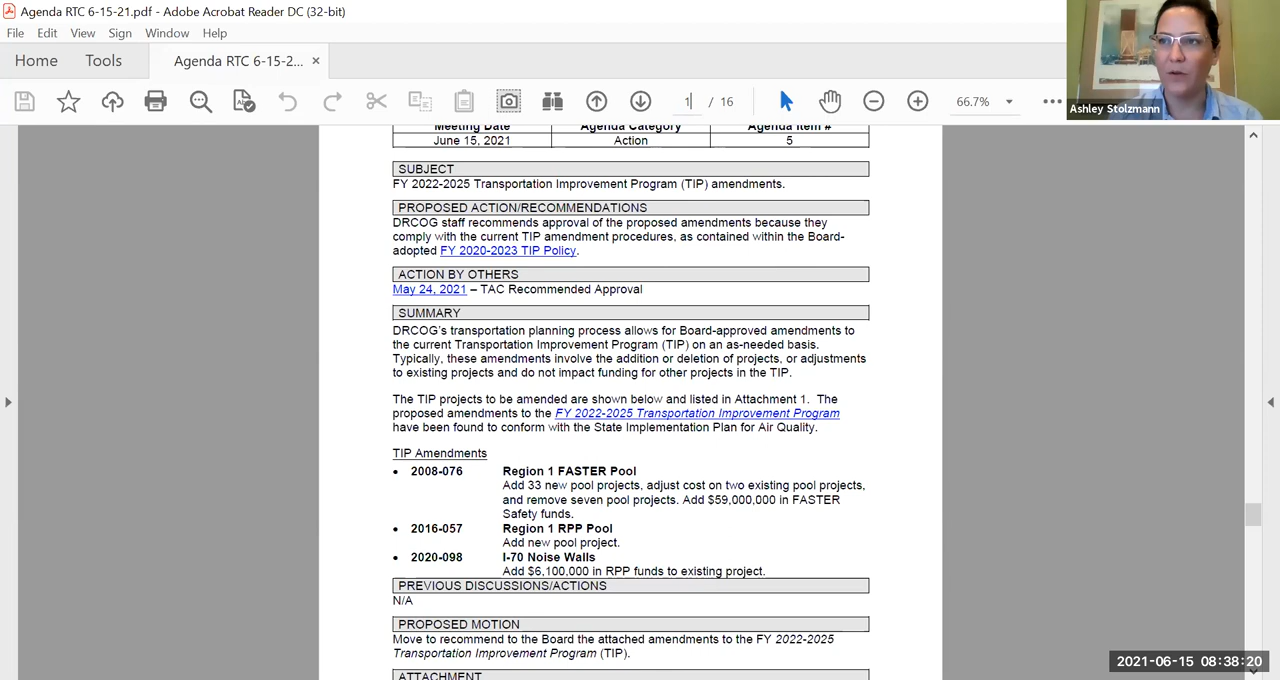 Agenda RTC 6-15-21.pdf - Adobe Acrobat Reader DC (32-bit)
File Edit View Sign Window Help
Home Tools Agenda RTC 6-15-2... ×
1 / 16 66.7%
Ashley Stolzmann
Meeting Date Agenda Category Agenda Item #
June 15, 2021 Action 5
SUBJECT
FY 2022-2025 Transportation Improvement Program (TIP) amendments.
PROPOSED ACTION/RECOMMENDATIONS
DRCOG staff recommends approval of the proposed amendments because they
comply with the current TIP amendment procedures, as contained within the Board-
adopted FY 2020-2023 TIP Policy.
ACTION BY OTHERS
May 24, 2021 – TAC Recommended Approval
SUMMARY
DRCOG's transportation planning process allows for Board-approved amendments to
the current Transportation Improvement Program (TIP) on an as-needed basis.
Typically, these amendments involve the addition or deletion of projects, or adjustments
to existing projects and do not impact funding for other projects in the TIP.
The TIP projects to be amended are shown below and listed in Attachment 1. The
proposed amendments to the FY 2022-2025 Transportation Improvement Program
have been found to conform with the State Implementation Plan for Air Quality.
TIP Amendments
• 2008-076 Region 1 FASTER Pool
Add 33 new pool projects, adjust cost on two existing pool projects,
and remove seven pool projects. Add $59,000,000 in FASTER
Safety funds.
• 2016-057 Region 1 RPP Pool
Add new pool project.
• 2020-098 I-70 Noise Walls
Add $6,100,000 in RPP funds to existing project.
PREVIOUS DISCUSSIONS/ACTIONS
N/A
PROPOSED MOTION
Move to recommend to the Board the attached amendments to the FY 2022-2025
Transportation Improvement Program (TIP).
ATTACHMENT
2021-06-15 08:38:20